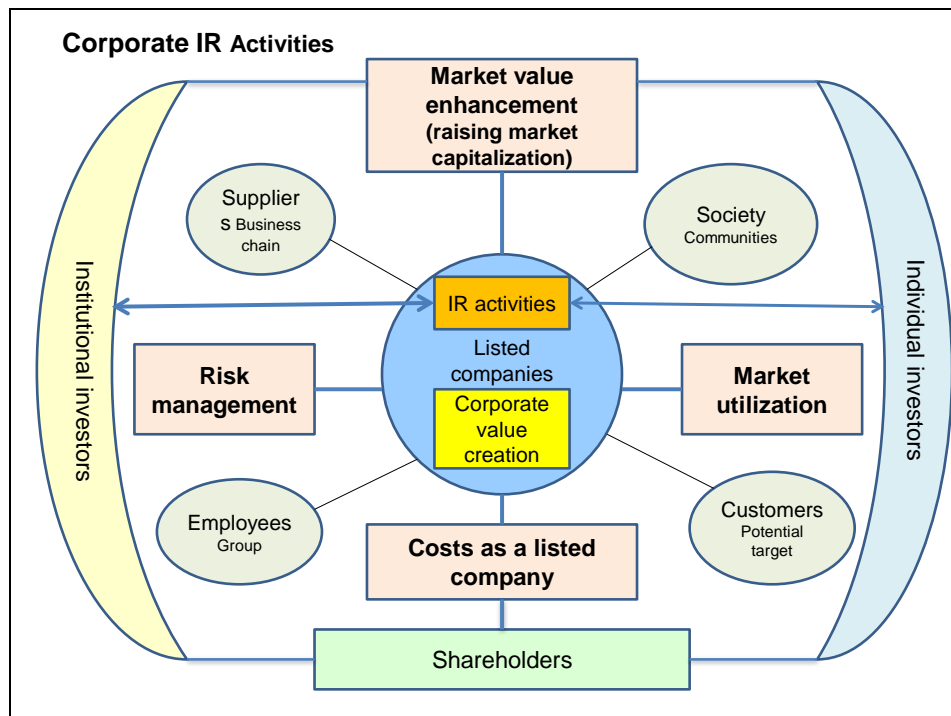 Corporate IR Activities
Market value
enhancement
(raising market
capitalization)
Supplier
s Business
chain
Society
Communities
Institutional investors
IR activities
Individual investors
Listed
companies
Risk
management
Market
utilization
Corporate
value
creation
Employees
Group
Customers
Potential
target
Costs as a listed
company
Shareholders